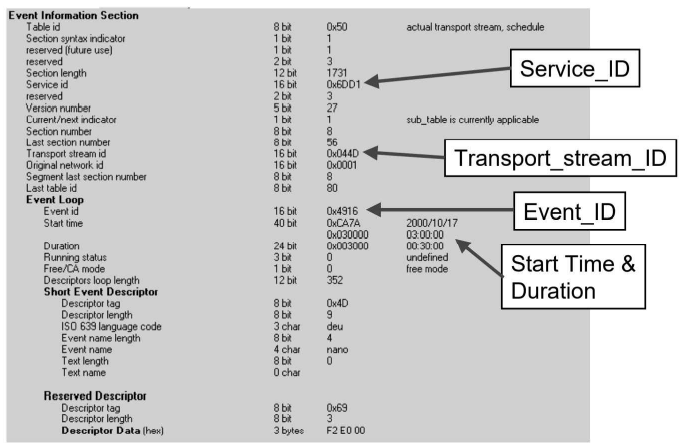 Event Information Section
Table id 8 bit 0x50 actual transport stream, schedule
Section syntax indicator 1 bit 1
reserved (future use) 1 bit 1
reserved 2 bit 3
Section length 12 bit 1731
Service id 16 bit 0x6DD1
reserved 2 bit 3
Version number 5 bit 27
Current/next indicator 1 bit 1 sub_table is currently applicable
Section number 8 bit 8
Last section number 8 bit 56
Transport stream id 16 bit 0x044D
Original network id 16 bit 0x0001
Segment last section number 8 bit 8
Last table id 8 bit 80
Event Loop
Event id 16 bit 0x4916
Start time 40 bit 0xCA7A 2000/10/17
0x030000 03:00:00
Duration 24 bit 0x003000 00:30:00
Running status 3 bit 0 undefined
Free/CA mode 1 bit 0 free mode
Descriptors loop length 12 bit 352
Short Event Descriptor
Descriptor tag 8 bit 0x4D
Descriptor length 8 bit 9
ISO 639 language code 3 char deu
Event name length 8 bit 4
Event name 4 char nano
Text length 8 bit 0
Text name 0 char
Reserved Descriptor
Descriptor tag 8 bit 0x69
Descriptor length 8 bit 3
Descriptor Data (hex) 3 bytes F2 E0 00
Service_ID
Transport_stream_ID
Event_ID
Start Time &
Duration